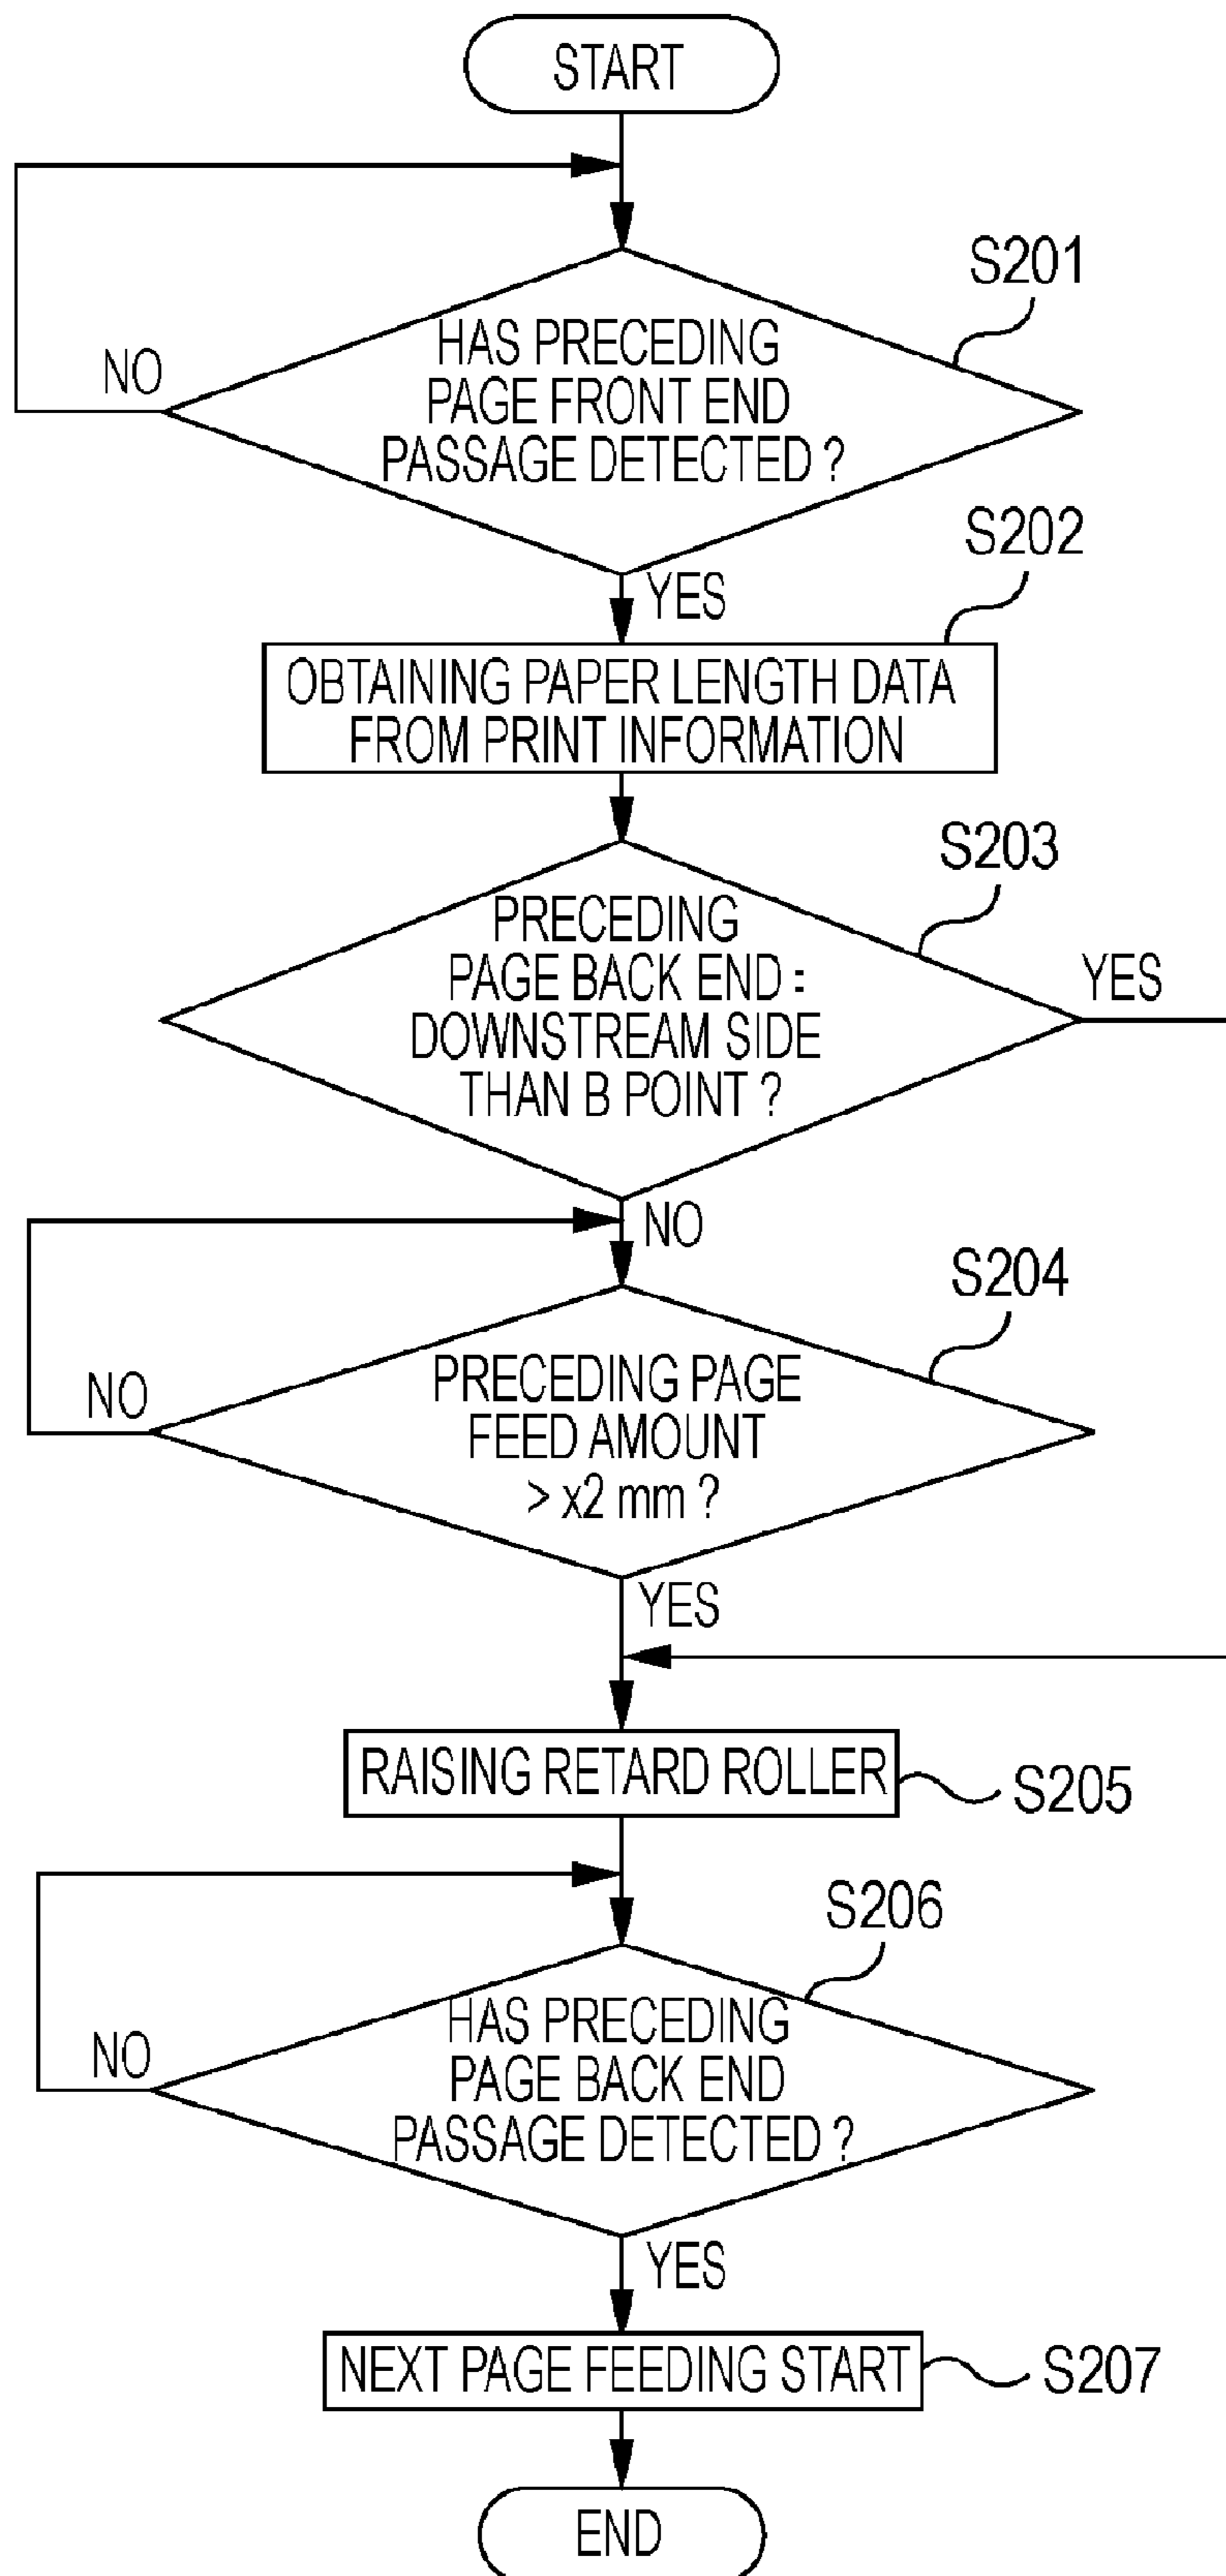 START
S201
HAS PRECEDING
PAGE FRONT END
PASSAGE DETECTED ?
NO
YES
S202
OBTAINING PAPER LENGTH DATA
FROM PRINT INFORMATION
S203
PRECEDING
PAGE BACK END =
DOWNSTREAM SIDE
THAN B POINT ?
YES
NO
S204
PRECEDING PAGE
FEED AMOUNT
> x2 mm ?
NO
YES
RAISING RETARD ROLLER
S205
S206
HAS PRECEDING
PAGE BACK END
PASSAGE DETECTED ?
NO
YES
NEXT PAGE FEEDING START
S207
END